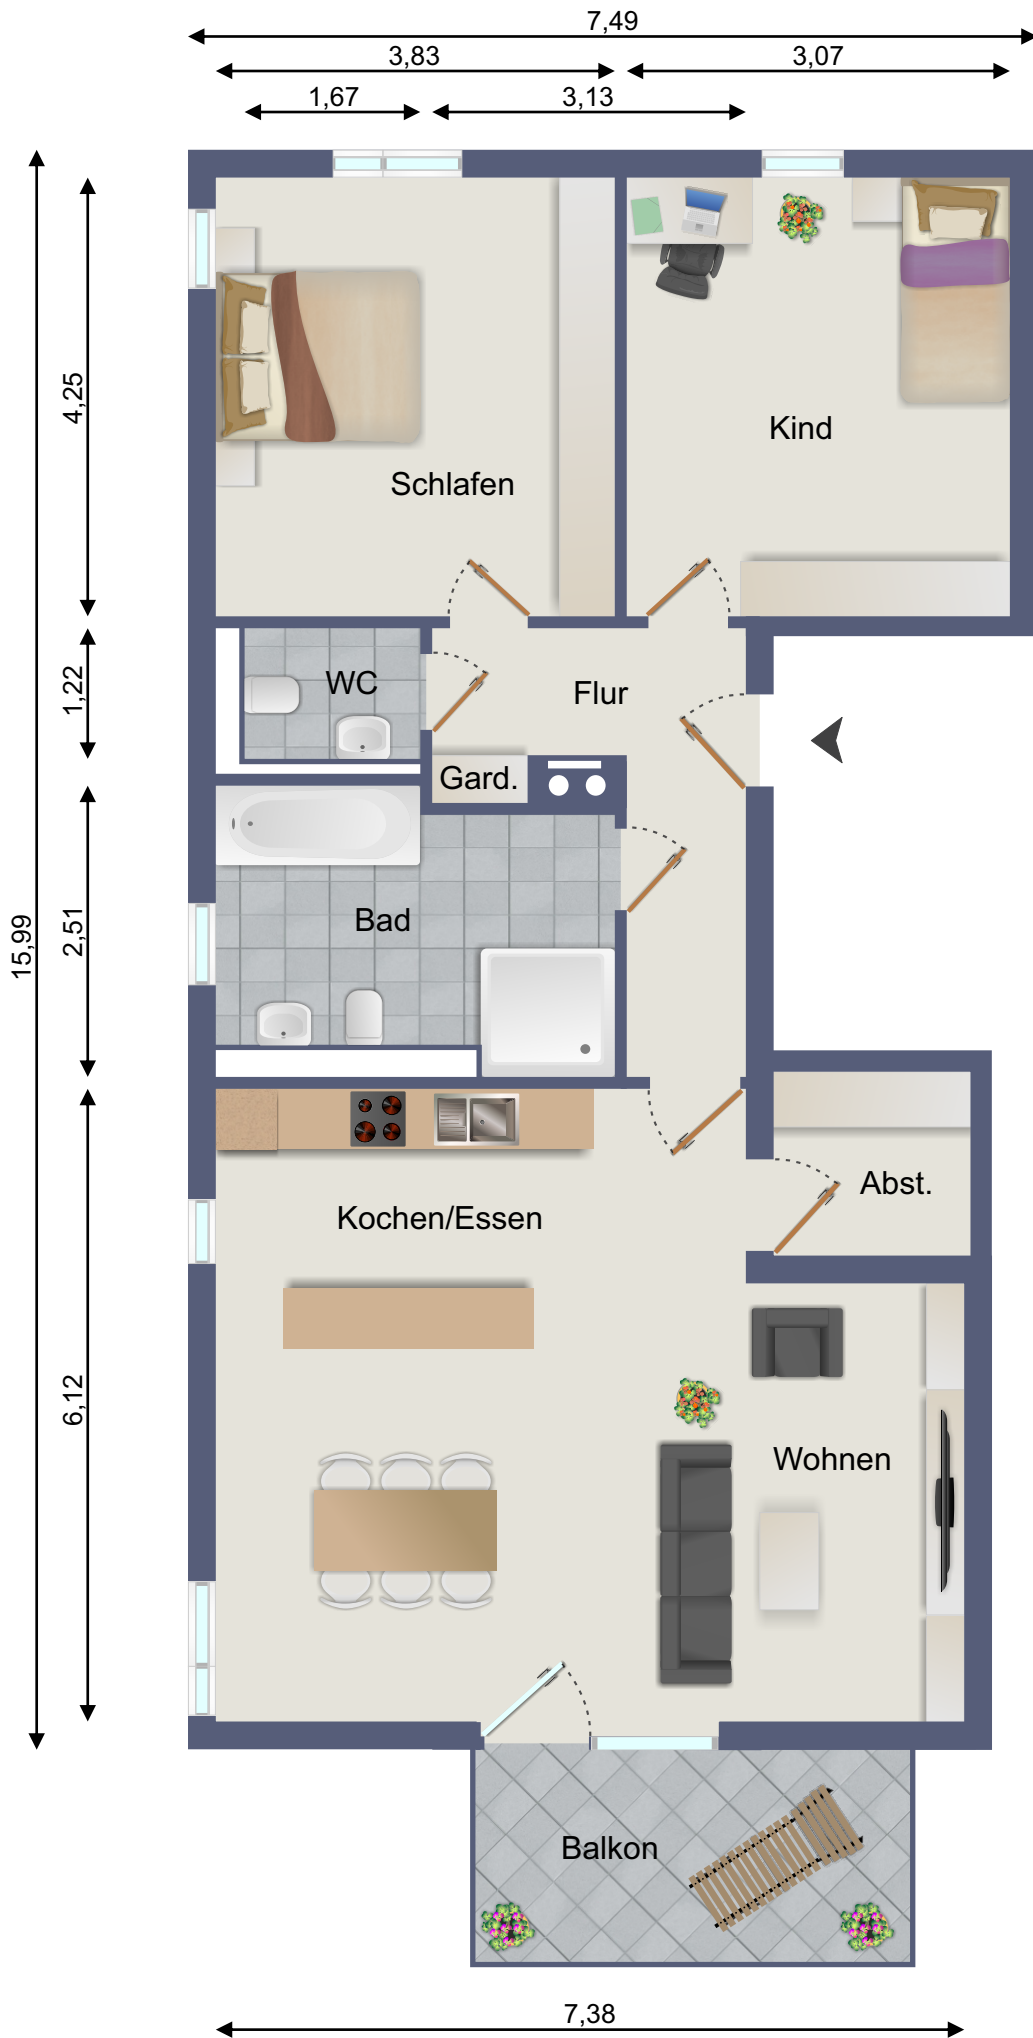 7,49
3,83
3,07
1,67
3,13
4,25
Kind
Schlafen
1,22
WC
Flur
Gard.
15,99
2,51
Bad
Abst.
Kochen/Essen
6,12
Wohnen
Balkon
7,38